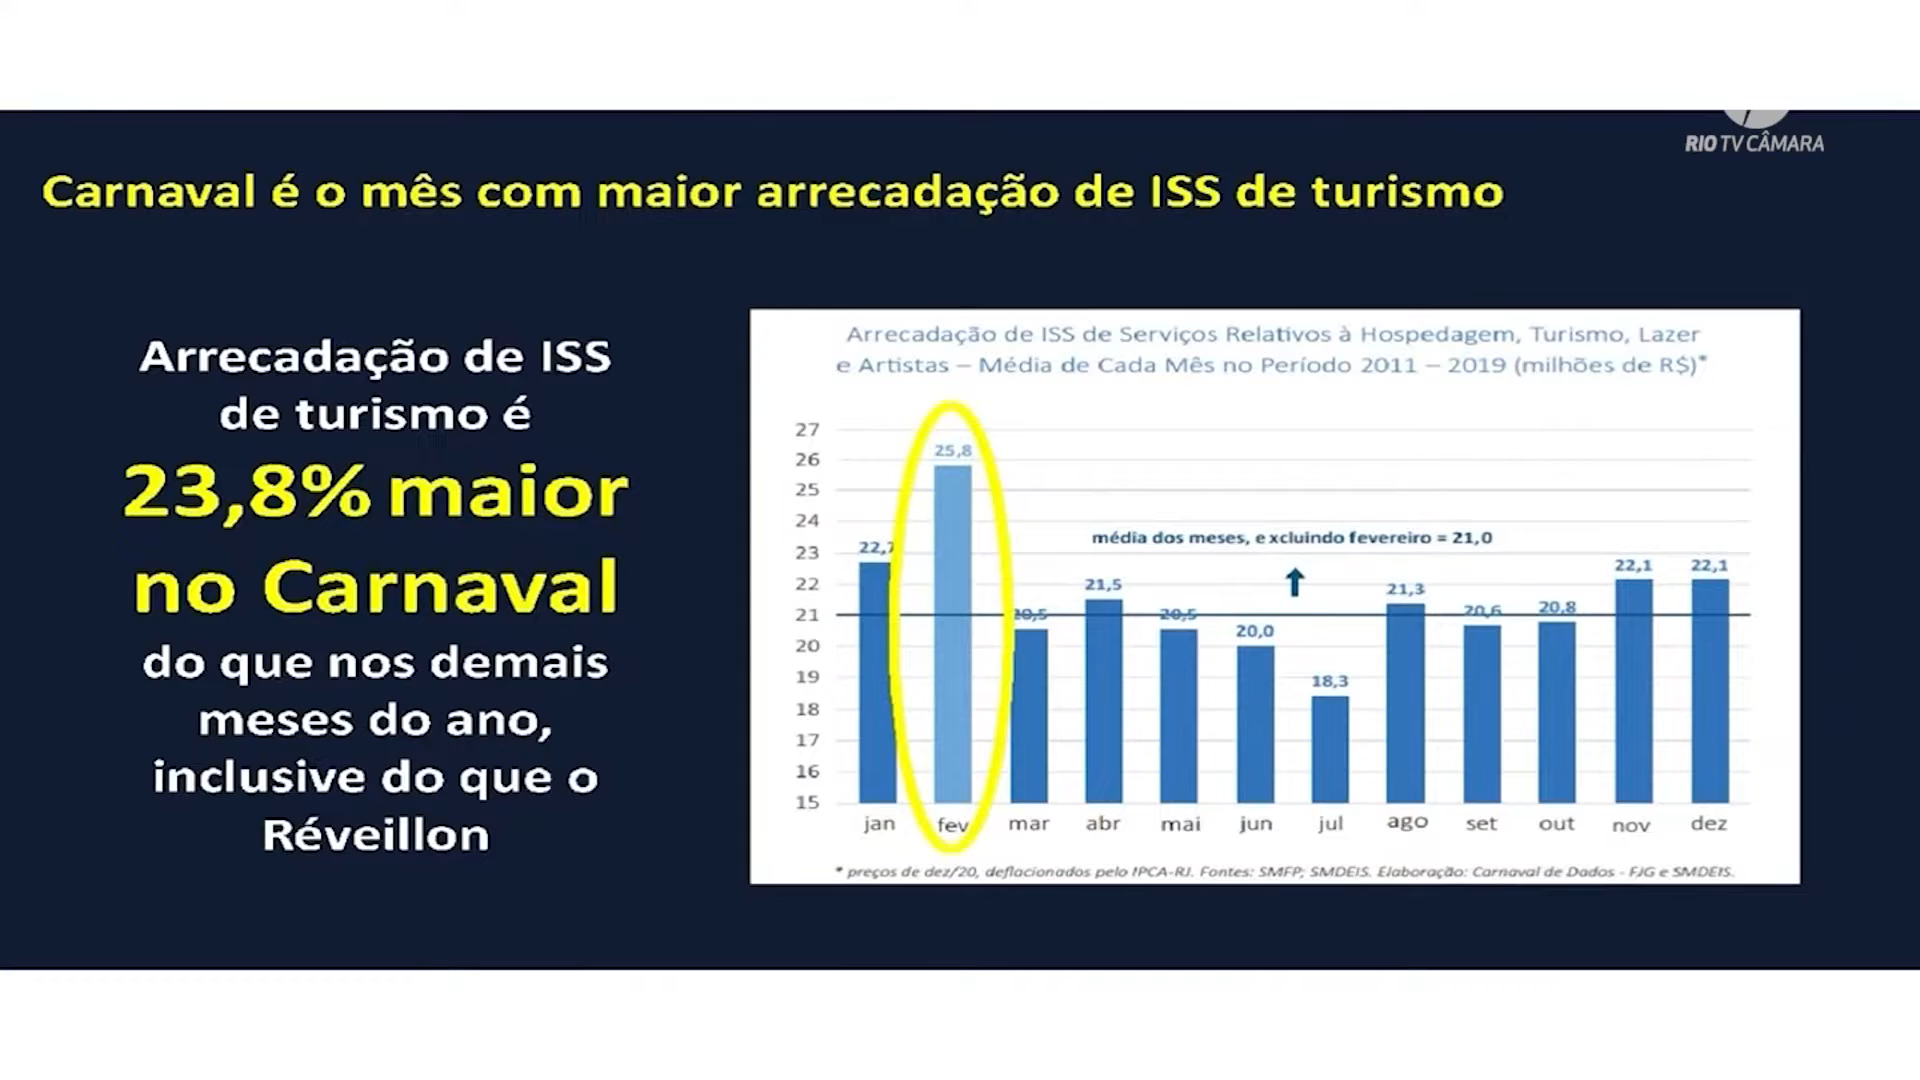 RIO TV CÂMARA
Carnaval é o mês com maior arrecadação de ISS de turismo
Arrecadação de ISS
de turismo é
23,8% maior
no Carnaval
do que nos demais
meses do ano,
inclusive do que o
Réveillon
Arrecadação de ISS de Serviços Relativos à Hospedagem, Turismo, Lazer
e Artistas – Média de Cada Mês no Período 2011 – 2019 (milhões de R$)*
27
26
25
24
23
22
21
20
19
18
17
16
15
média dos meses, excluindo fevereiro = 21,0
22,7
25,8
20,5
21,5
20,5
20,0
18,3
21,3
20,6
20,8
22,1
22,1
jan fev mar abr mai jun jul ago set out nov dez
* preços de dez/20, deflacionados pelo IPCA-RJ. Fontes: SMFP; SMDEIS. Elaboração: Carnaval de Dados - FJG e SMDEIS.